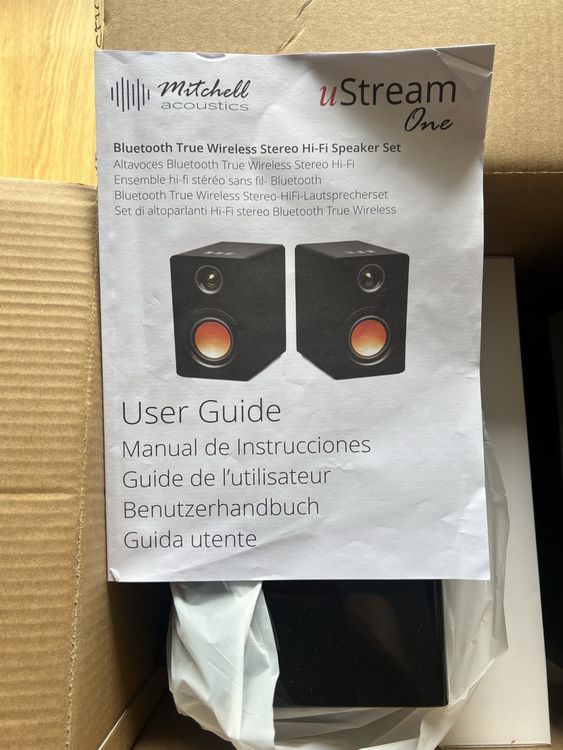 Mitchell
acoustics
uStream
One
Bluetooth True Wireless Stereo Hi-Fi Speaker Set
Altavoces Bluetooth True Wireless Stereo Hi-Fi
Ensemble hi-fi stéréo sans fil- Bluetooth
Bluetooth True Wireless Stereo-HiFi-Lautsprecherset
Set di altoparlanti Hi-Fi stereo Bluetooth True Wireless
User Guide
Manual de Instrucciones
Guide de l'utilisateur
Benutzerhandbuch
Guida utente